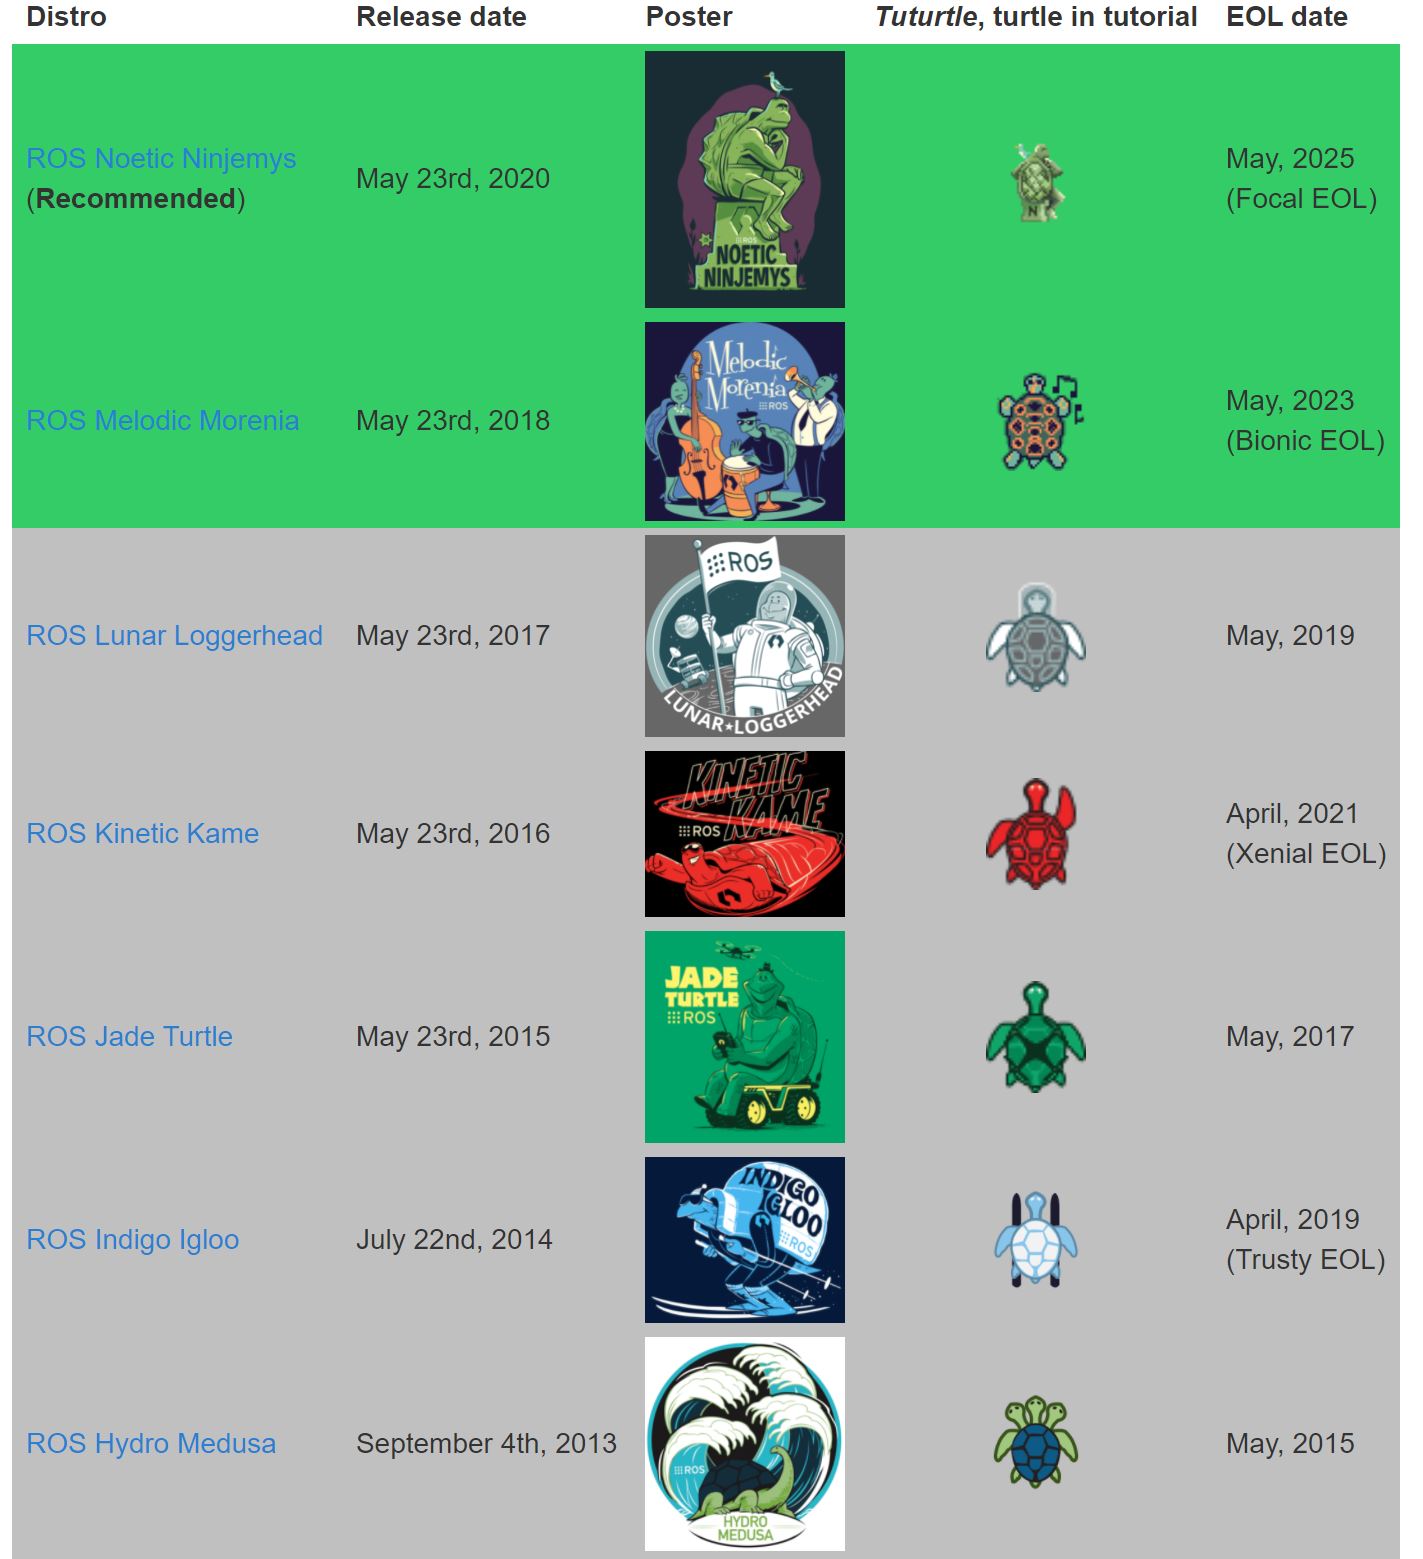 Distro Release date Poster Tuturtle, turtle in tutorial EOL date
ROS Noetic Ninjemys
(Recommended)
May 23rd, 2020
ROS
NOETIC
NINJEMYS
N
May, 2025
(Focal EOL)
ROS Melodic Morenia
May 23rd, 2018
Melodic
Morenia
ROS
May, 2023
(Bionic EOL)
ROS Lunar Loggerhead
May 23rd, 2017
ROS
LUNAR LOGGERHEAD
May, 2019
ROS Kinetic Kame
May 23rd, 2016
KINETIC
KAME
ROS
April, 2021
(Xenial EOL)
ROS Jade Turtle
May 23rd, 2015
JADE
TURTLE
ROS
May, 2017
ROS Indigo Igloo
July 22nd, 2014
INDIGO
IGLOO
ROS
April, 2019
(Trusty EOL)
ROS Hydro Medusa
September 4th, 2013
ROS
HYDRO
MEDUSA
May, 2015